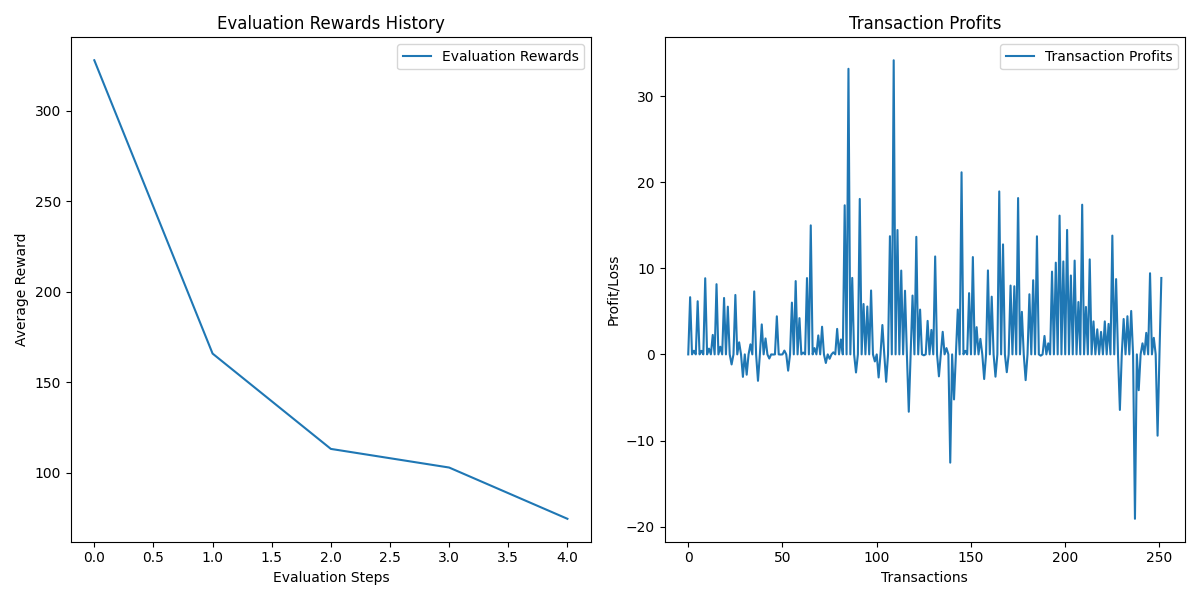 Evaluation Rewards History
Evaluation Rewards
300
250
200
150
100
Average Reward
0.0 0.5 1.0 1.5 2.0 2.5 3.0 3.5 4.0
Evaluation Steps
Transaction Profits
Transaction Profits
30
20
10
0
−10
−20
Profit/Loss
0 50 100 150 200 250
Transactions